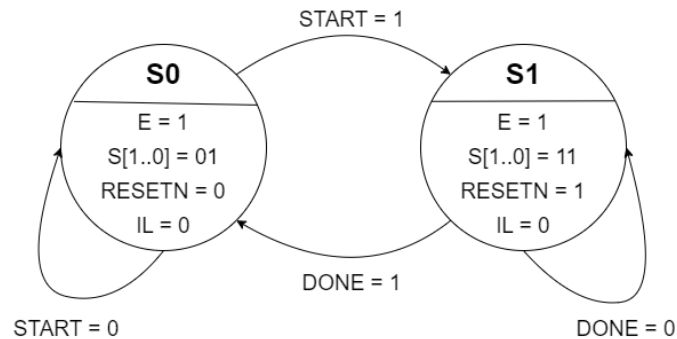 START = 1
S0
E = 1
S[1..0] = 01
RESETN = 0
IL = 0
S1
E = 1
S[1..0] = 11
RESETN = 1
IL = 0
DONE = 1
START = 0
DONE = 0